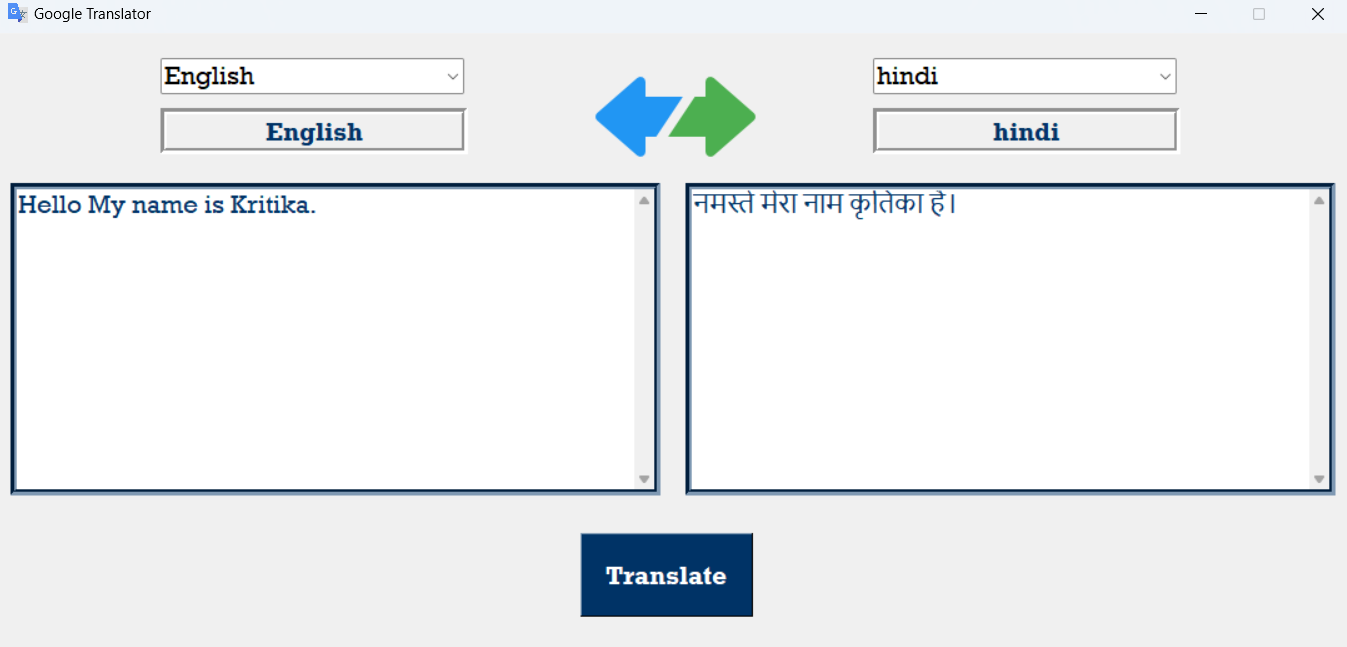 Google Translator
English
hindi
English
hindi
Hello My name is Kritika.
नमस्ते मेरा नाम कृतिका है।
Translate